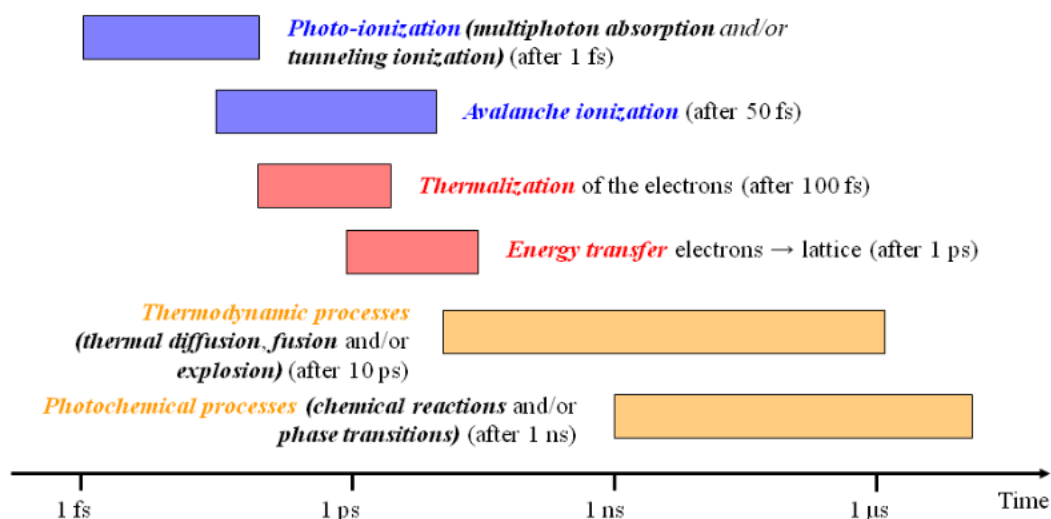 Photo-ionization (multiphoton absorption and/or
tunneling ionization) (after 1 fs)
Avalanche ionization (after 50 fs)
Thermalization of the electrons (after 100 fs)
Energy transfer electrons → lattice (after 1 ps)
Thermodynamic processes
(thermal diffusion, fusion and/or
explosion) (after 10 ps)
Photochemical processes (chemical reactions and/or
phase transitions) (after 1 ns)
1 fs
1 ps
1 ns
1 μs
Time